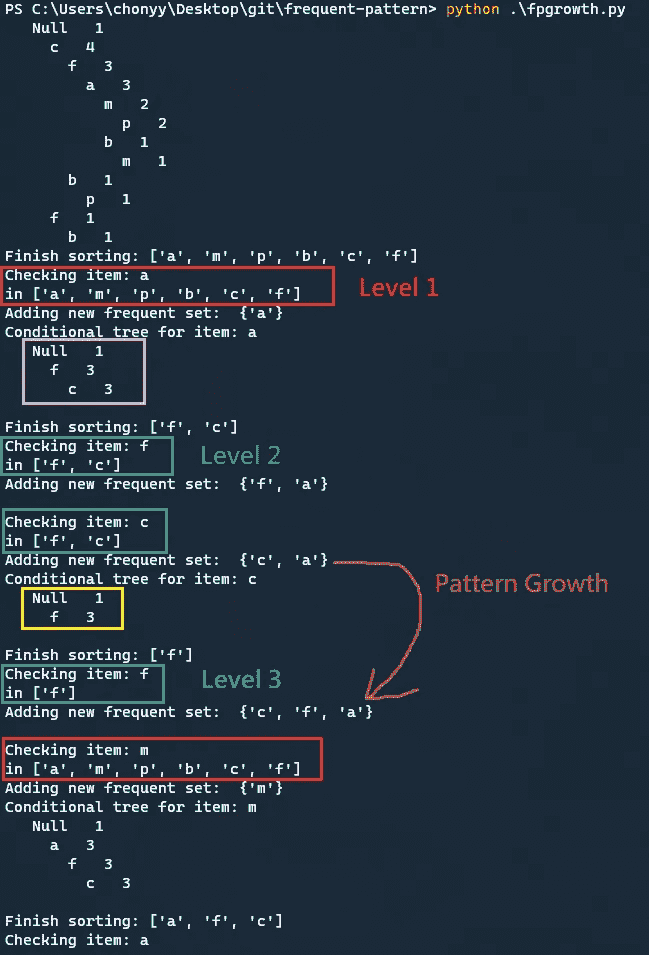 PS C:\Users\chonyy\Desktop\git\frequent-pattern> python .\fpgrowth.py
Null 1
c 4
f 3
a 3
m 2
p 2
b 1
m 1
b 1
p 1
f 1
b 1
Finish sorting: ['a', 'm', 'p', 'b', 'c', 'f']
Checking item: a
in ['a', 'm', 'p', 'b', 'c', 'f']
Level 1
Adding new frequent set: {'a'}
Conditional tree for item: a
Null 1
f 3
c 3
Finish sorting: ['f', 'c']
Checking item: f
in ['f', 'c']
Level 2
Adding new frequent set: {'f', 'a'}
Checking item: c
in ['f', 'c']
Adding new frequent set: {'c', 'a'}
Conditional tree for item: c
Pattern Growth
Null 1
f 3
Finish sorting: ['f']
Checking item: f
in ['f']
Level 3
Adding new frequent set: {'c', 'f', 'a'}
Checking item: m
in ['a', 'm', 'p', 'b', 'c', 'f']
Adding new frequent set: {'m'}
Conditional tree for item: m
Null 1
a 3
f 3
c 3
Finish sorting: ['a', 'f', 'c']
Checking item: a